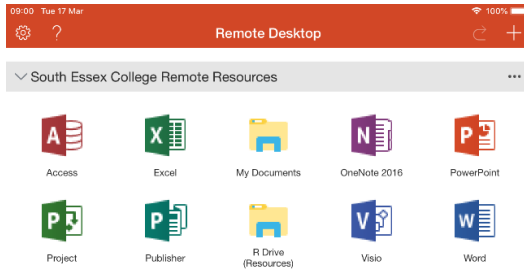 09:00 Tue 17 Mar 100%
? Remote Desktop +
South Essex College Remote Resources ...
A X N P
Access Excel My Documents OneNote 2016 PowerPoint
P P V W
Project Publisher R Drive (Resources) Visio Word